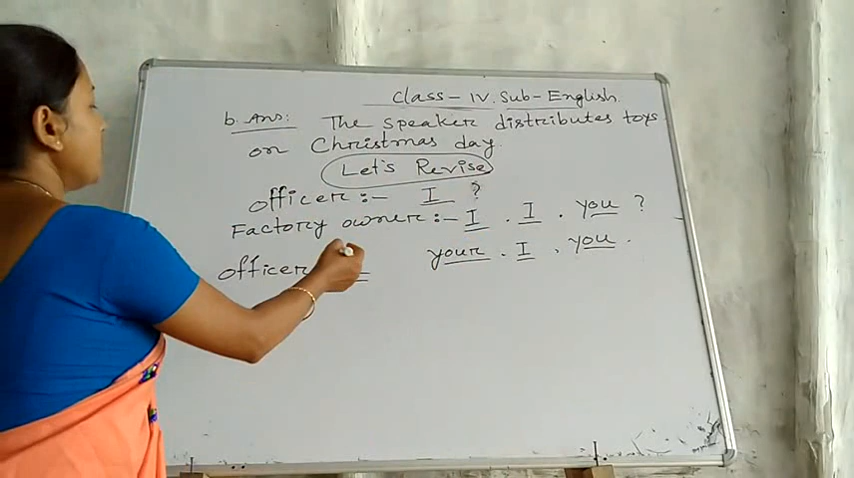 Class - IV. Sub - English.
b. Ans: The speaker distributes toys
on Christmas day.
Let's Revise
officer :- I ?
Factory owner :- I . I . you ?
officer your . I . you .